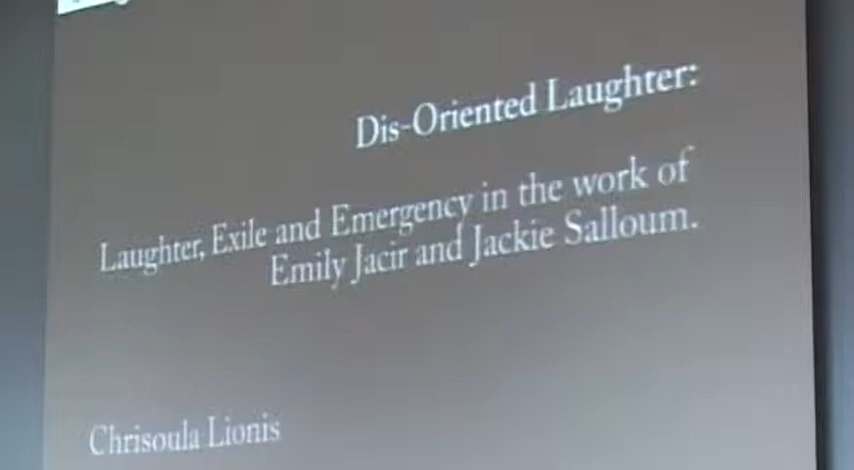 Dis-Oriented Laughter:
Laughter, Exile and Emergency in the work of
Emily Jacir and Jackie Salloum.
Chrisoula Lionis